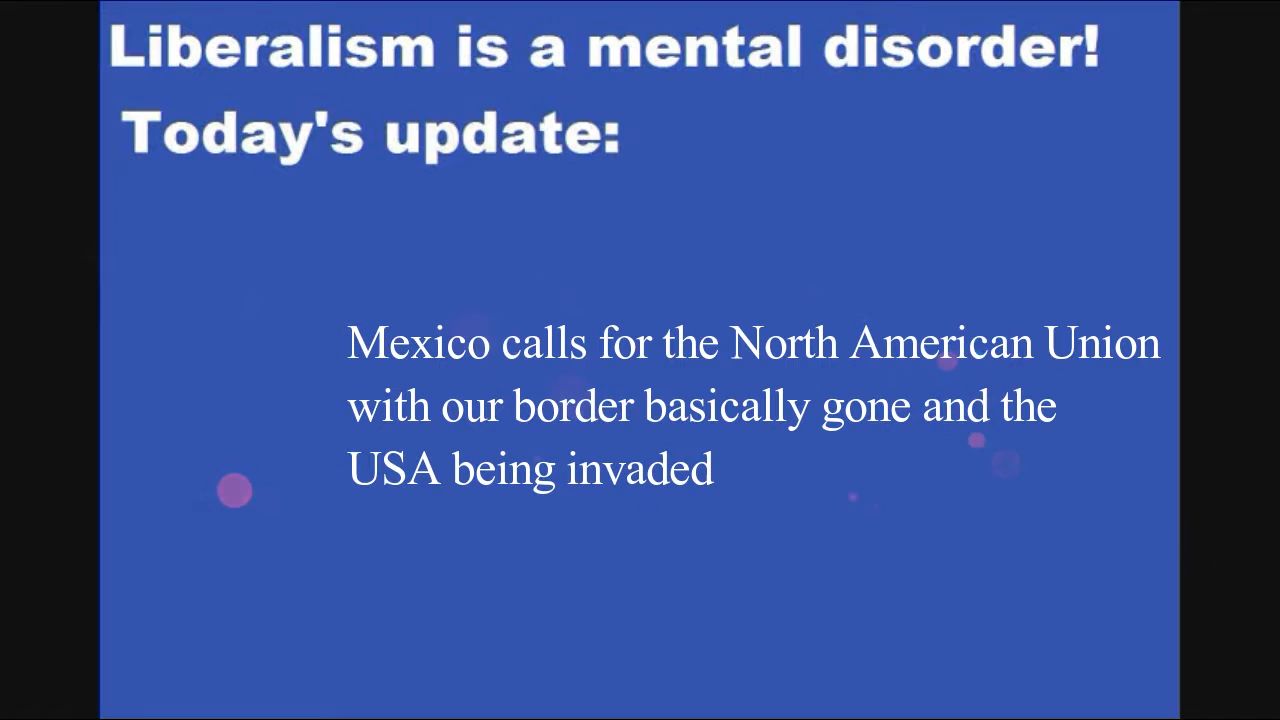 Liberalism is a mental disorder!
Today's update:
Mexico calls for the North American Union
with our border basically gone and the
USA being invaded